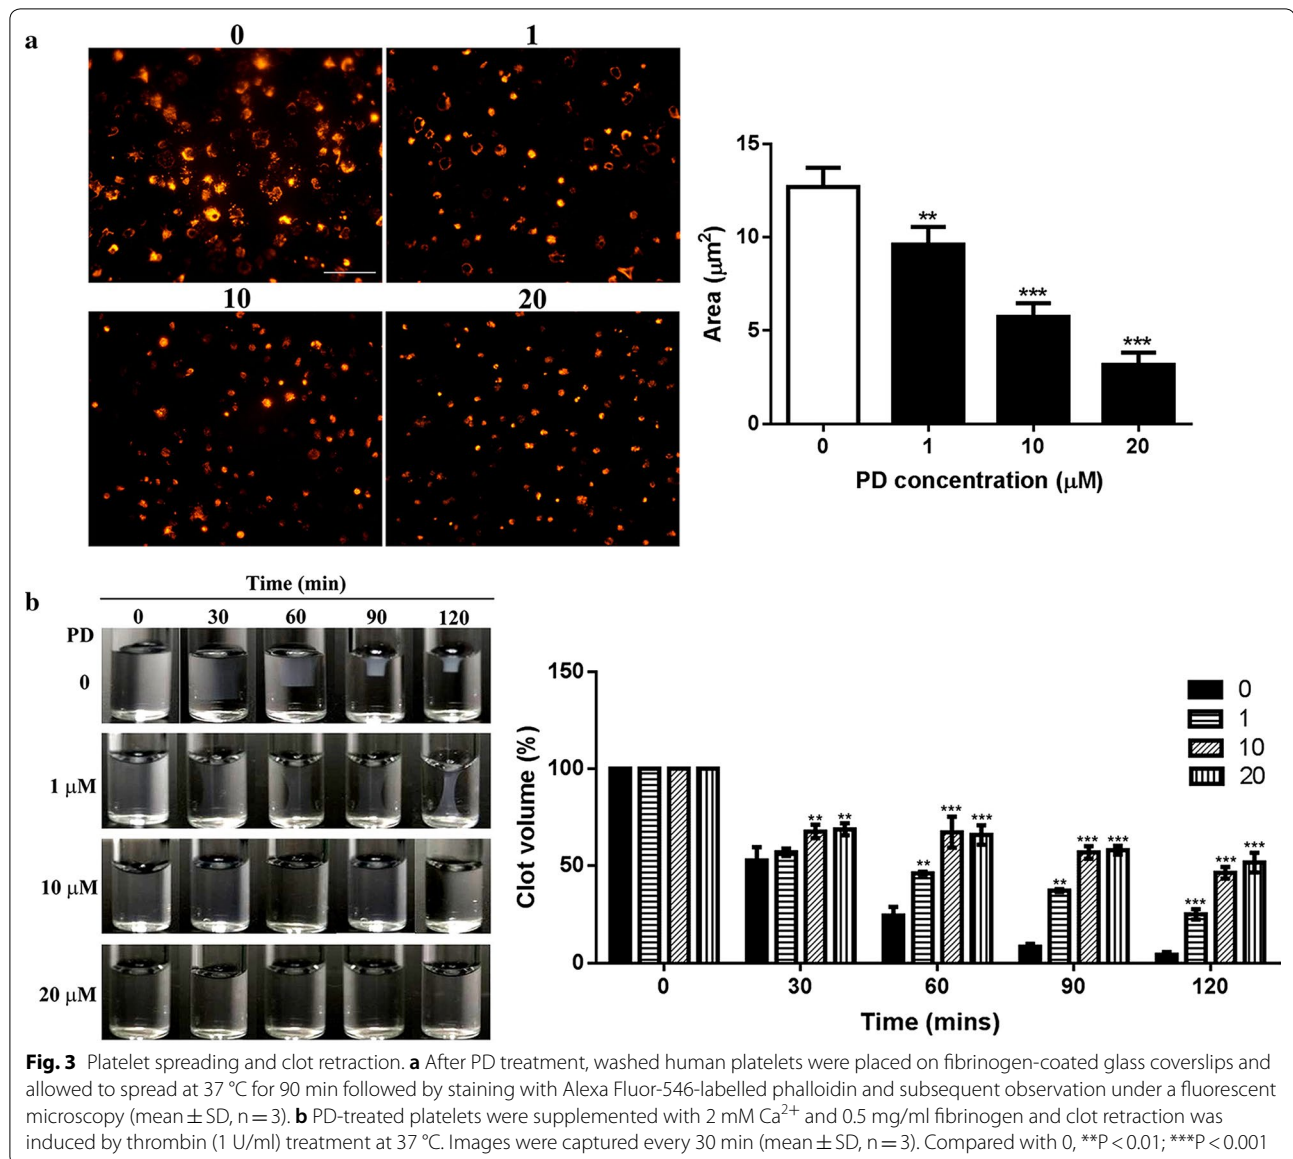 a
0
1
10
20
15
10
5
0
Area (μm²)
**
***
***
0 1 10 20
PD concentration (μM)
b
Time (min)
0 30 60 90 120
PD
0
1 μM
10 μM
20 μM
150
100
50
0
Clot volume (%)
0
1
10
20
** **
** *** ***
** *** ***
*** *** ***
0 30 60 90 120
Time (mins)
Fig. 3 Platelet spreading and clot retraction. a After PD treatment, washed human platelets were placed on fibrinogen-coated glass coverslips and
allowed to spread at 37 °C for 90 min followed by staining with Alexa Fluor-546-labelled phalloidin and subsequent observation under a fluorescent
microscopy (mean ± SD, n = 3). b PD-treated platelets were supplemented with 2 mM Ca²⁺ and 0.5 mg/ml fibrinogen and clot retraction was
induced by thrombin (1 U/ml) treatment at 37 °C. Images were captured every 30 min (mean ± SD, n = 3). Compared with 0, **P < 0.01; ***P < 0.001